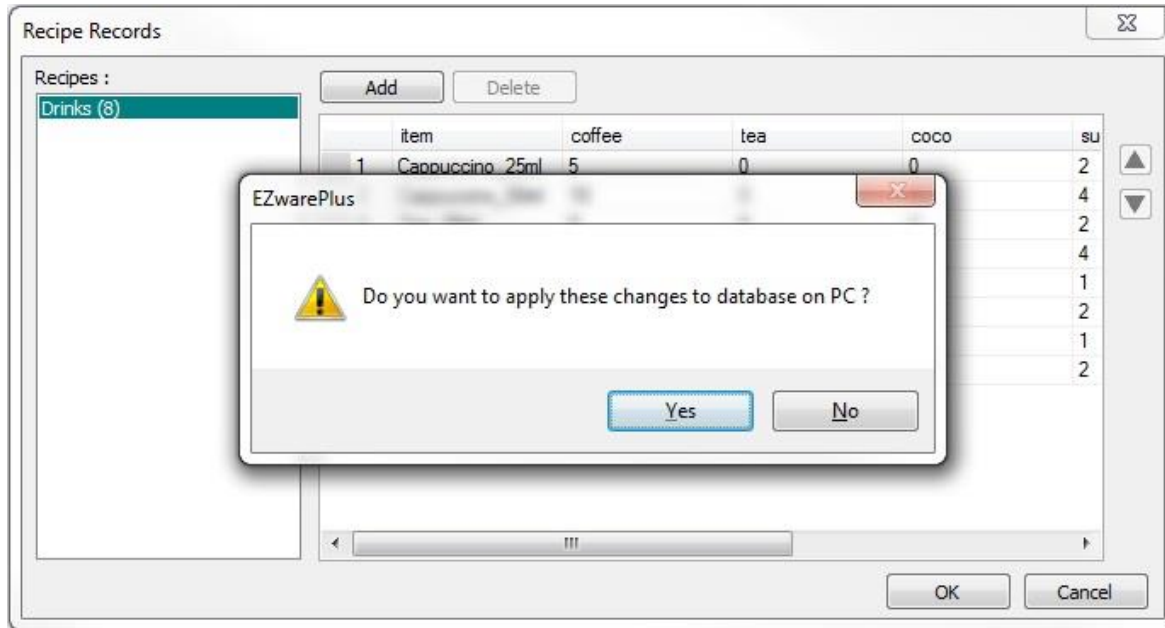 Recipe Records
Recipes :
Drinks (8)
Add
Delete
item coffee tea coco su
1 Cappuccino_25ml 5 0 0 2
4
2
4
1
2
1
2
EZwarePlus
Do you want to apply these changes to database on PC ?
Yes
No
OK
Cancel